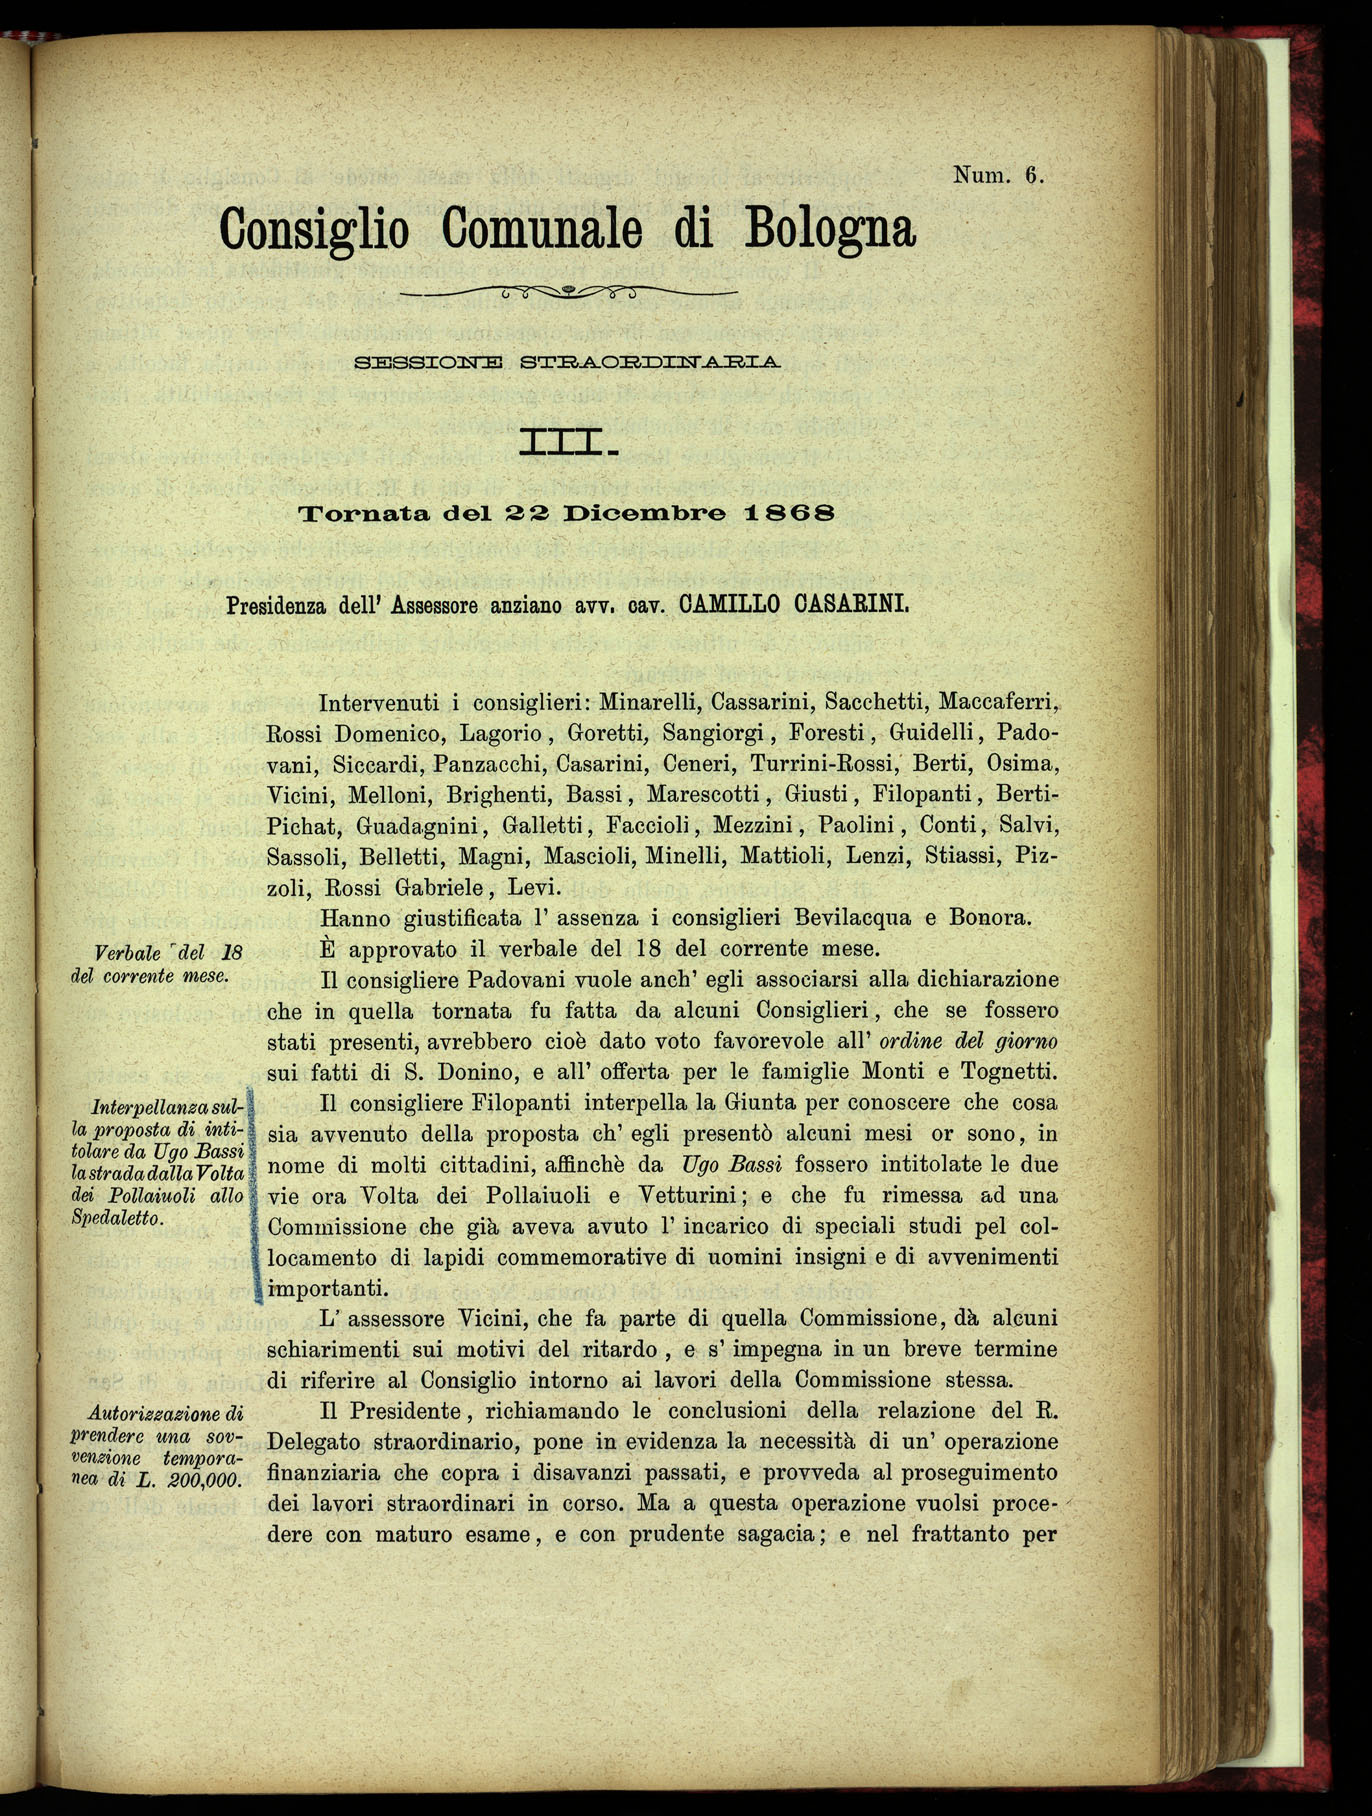 Num. 6.
Consiglio Comunale di Bologna
SESSIONE STRAORDINARIA
III.
Tornata del 22 Dicembre 1868
Presidenza dell' Assessore anziano avv. cav. CAMILLO CASARINI.
Intervenuti i consiglieri: Minarelli, Cassarini, Sacchetti, Maccaferri,
Rossi Domenico, Lagorio, Goretti, Sangiorgi, Foresti, Guidelli, Pado-
vani, Siccardi, Panzacchi, Casarini, Ceneri, Turrini-Rossi, Berti, Osima,
Vicini, Melloni, Brighenti, Bassi, Marescotti, Giusti, Filopanti, Berti-
Pichat, Guadagnini, Galletti, Faccioli, Mezzini, Paolini, Conti, Salvi,
Sassoli, Belletti, Magni, Mascioli, Minelli, Mattioli, Lenzi, Stiassi, Piz-
zoli, Rossi Gabriele, Levi.
Hanno giustificata l' assenza i consiglieri Bevilacqua e Bonora.
Verbale del 18
del corrente mese.
È approvato il verbale del 18 del corrente mese.
Il consigliere Padovani vuole anch' egli associarsi alla dichiarazione
che in quella tornata fu fatta da alcuni Consiglieri, che se fossero
stati presenti, avrebbero cioè dato voto favorevole all' ordine del giorno
sui fatti di S. Donino, e all' offerta per le famiglie Monti e Tognetti.
Interpellanza sul-
la proposta di inti-
tolare da Ugo Bassi
la strada dalla Volta
dei Pollaiuoli allo
Spedaletto.
Il consigliere Filopanti interpella la Giunta per conoscere che cosa
sia avvenuto della proposta ch' egli presentò alcuni mesi or sono, in
nome di molti cittadini, affinchè da Ugo Bassi fossero intitolate le due
vie ora Volta dei Pollaiuoli e Vetturini; e che fu rimessa ad una
Commissione che già aveva avuto l' incarico di speciali studi pel col-
locamento di lapidi commemorative di uomini insigni e di avvenimenti
importanti.
L' assessore Vicini, che fa parte di quella Commissione, dà alcuni
schiarimenti sui motivi del ritardo, e s' impegna in un breve termine
di riferire al Consiglio intorno ai lavori della Commissione stessa.
Autorizzazione di
prendere una sov-
venzione tempora-
nea di L. 200,000.
Il Presidente, richiamando le conclusioni della relazione del R.
Delegato straordinario, pone in evidenza la necessità di un' operazione
finanziaria che copra i disavanzi passati, e provveda al proseguimento
dei lavori straordinari in corso. Ma a questa operazione vuolsi proce-
dere con maturo esame, e con prudente sagacia; e nel frattanto per